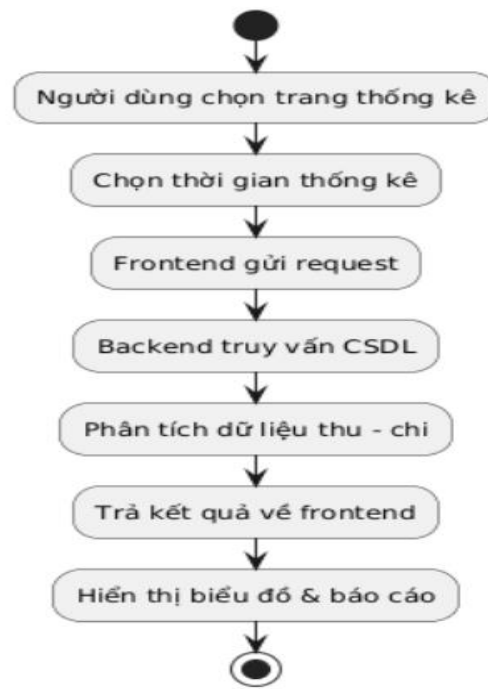 Người dùng chọn trang thống kê
Chọn thời gian thống kê
Frontend gửi request
Backend truy vấn CSDL
Phân tích dữ liệu thu - chi
Trả kết quả về frontend
Hiển thị biểu đồ & báo cáo